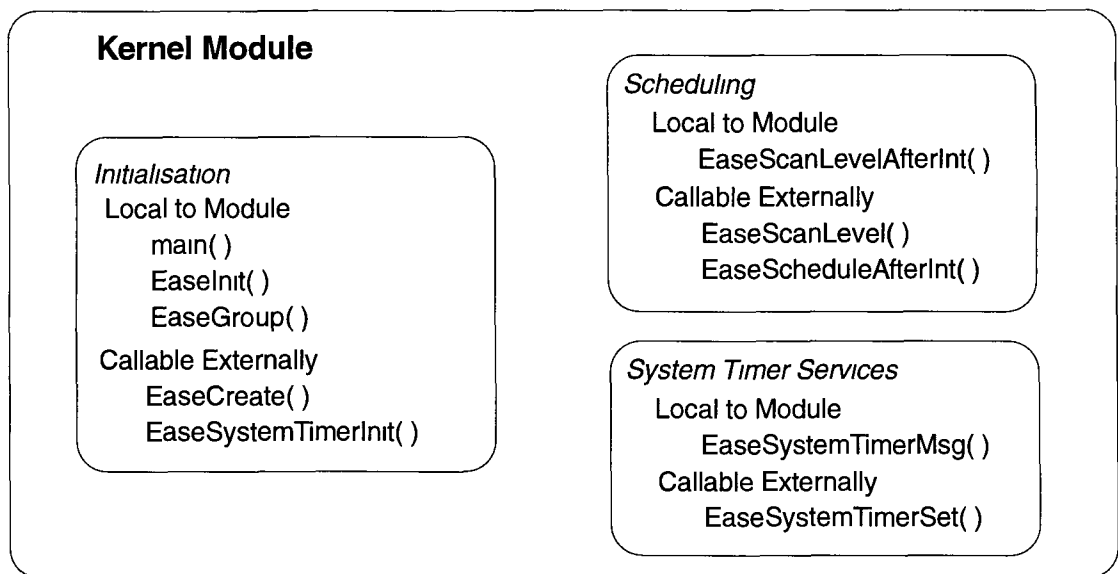 Kernel Module
Initialisation
Local to Module
main( )
EaseInit( )
EaseGroup( )
Callable Externally
EaseCreate( )
EaseSystemTimerInit( )
Scheduling
Local to Module
EaseScanLevelAfterInt( )
Callable Externally
EaseScanLevel( )
EaseScheduleAfterInt( )
System Timer Services
Local to Module
EaseSystemTimerMsg( )
Callable Externally
EaseSystemTimerSet( )